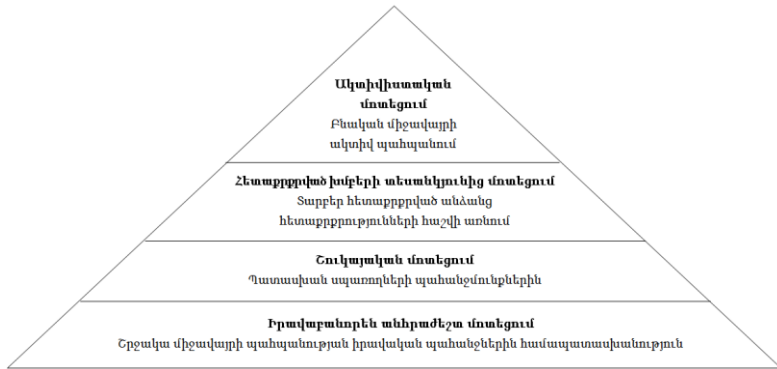 Ակտիվիստական
մոտեցում
Բնական միջավայրի
ակտիվ պահպանում
Հետաքրքրված խմբերի տեսանկյունից մոտեցում
Տարբեր հետաքրքրված անձանց
հետաքրքրությունների հաշվի առնում
Շուկայական մոտեցում
Պատասխան սպառողների պահանջմունքներին
Իրավաբանորեն անհրաժեշտ մոտեցում
Շրջակա միջավայրի պահպանության իրավական պահանջներին համապատասխանություն